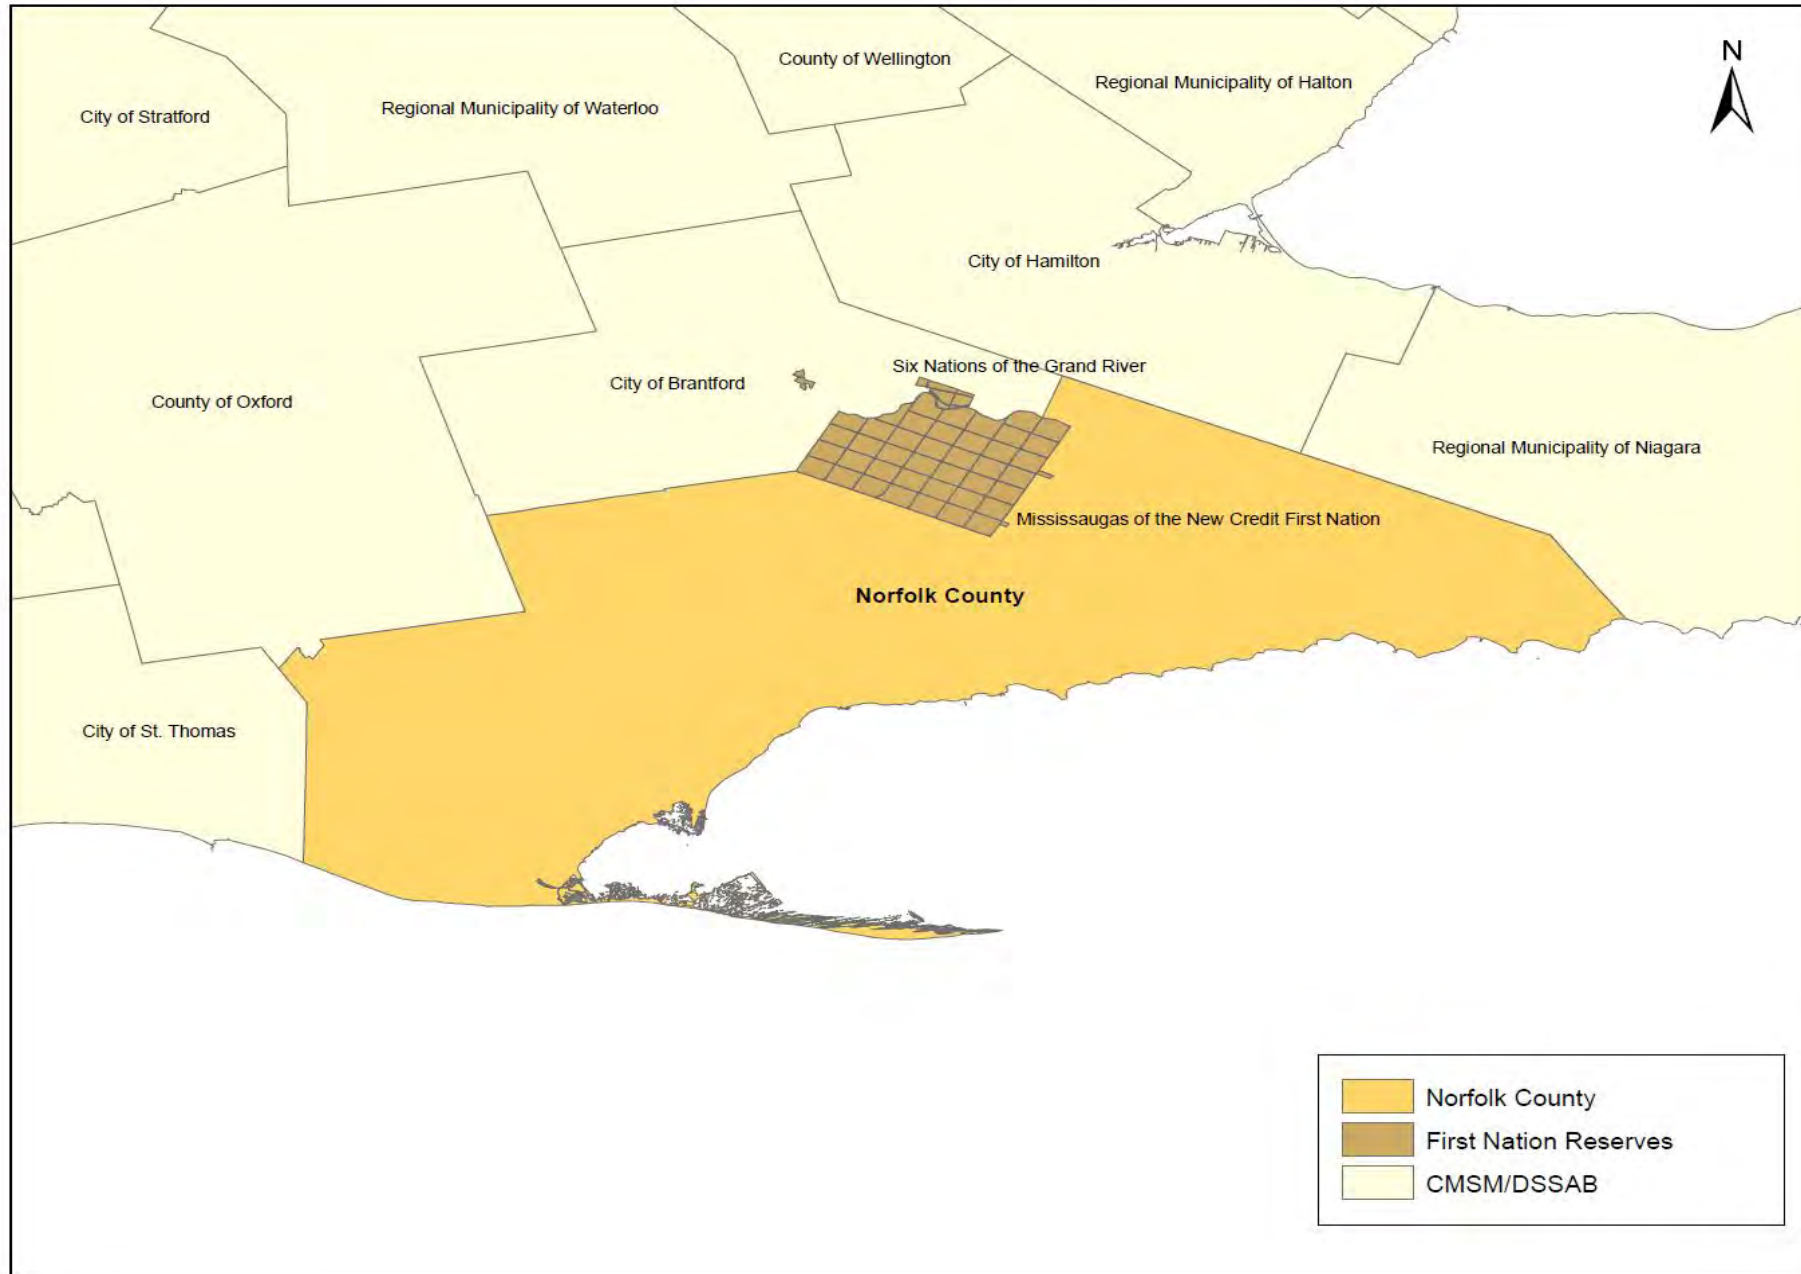 N
County of Wellington
Regional Municipality of Halton
Regional Municipality of Waterloo
City of Stratford
City of Hamilton
Six Nations of the Grand River
City of Brantford
County of Oxford
Regional Municipality of Niagara
Mississaugas of the New Credit First Nation
Norfolk County
City of St. Thomas
Norfolk County
First Nation Reserves
CMSM/DSSAB